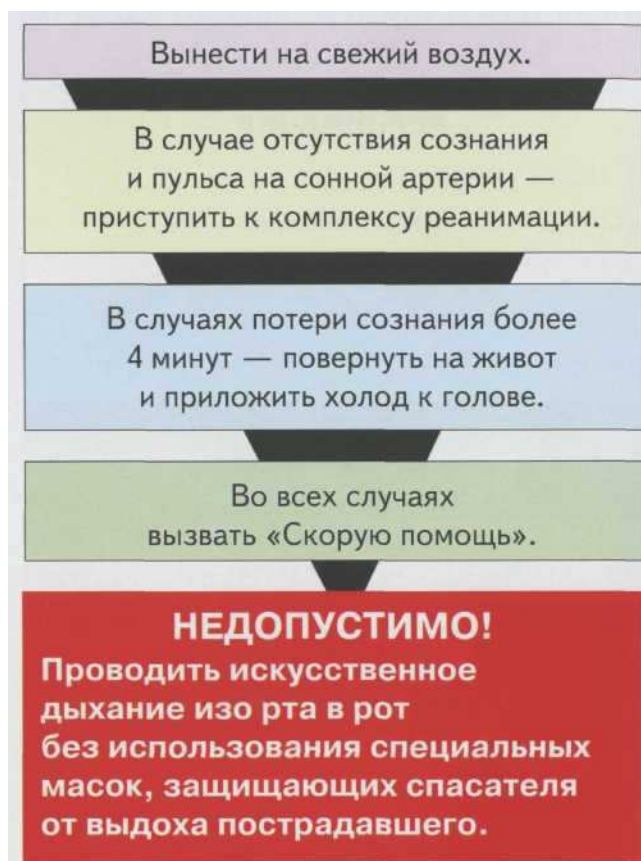 Вынести на свежий воздух.
В случае отсутствия сознания
и пульса на сонной артерии —
приступить к комплексу реанимации.
В случаях потери сознания более
4 минут — повернуть на живот
и приложить холод к голове.
Во всех случаях
вызвать «Скорую помощь».
НЕДОПУСТИМО!
Проводить искусственное
дыхание изо рта в рот
без использования специальных
масок, защищающих спасателя
от выдоха пострадавшего.